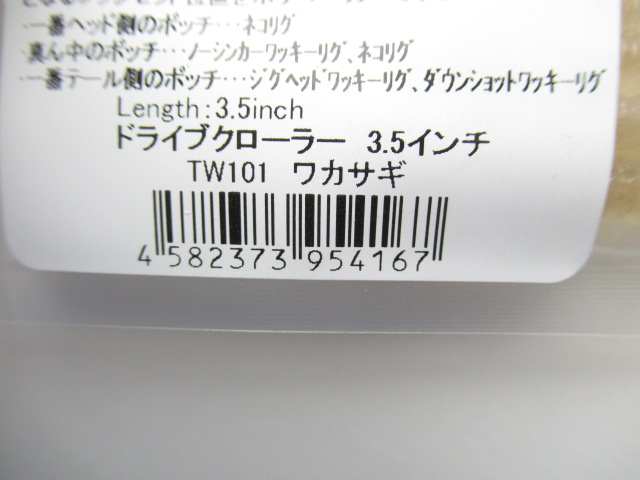 ・一番ヘッド側のポッチ…ネコリグ
・真ん中のポッチ…ノーシンカーワッキーリグ、ネコリグ
・一番テール側のポッチ…ジグヘッドワッキーリグ、ダウンショットワッキーリグ
Length:3.5inch
ドライブクローラー 3.5インチ
TW101 ワカサギ
4 582373 954167